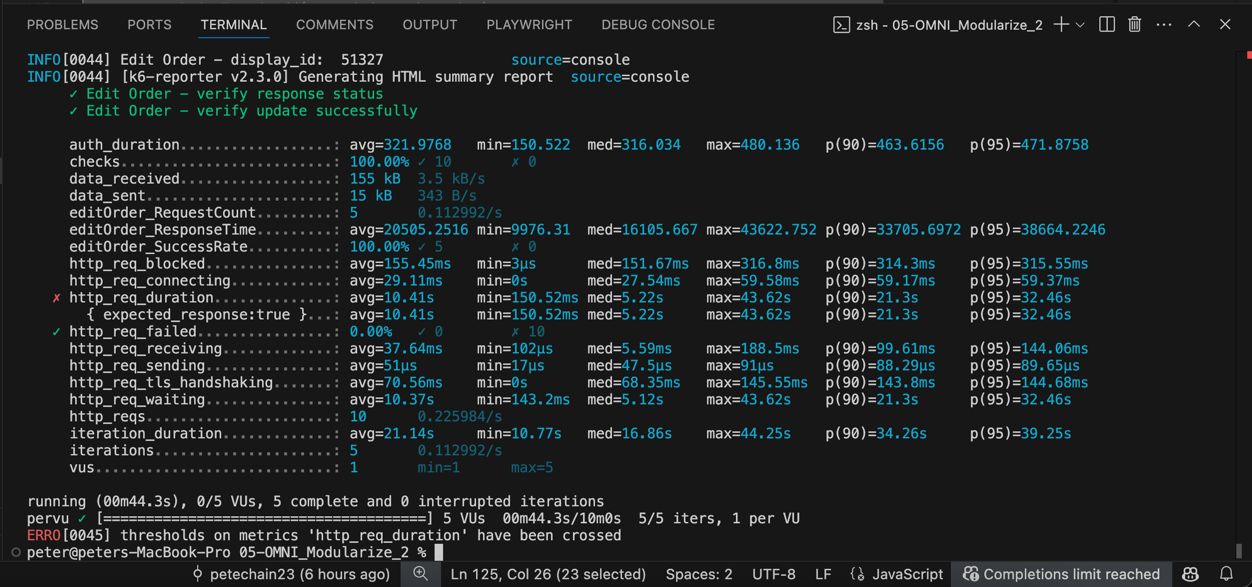 PROBLEMS PORTS TERMINAL COMMENTS OUTPUT PLAYWRIGHT DEBUG CONSOLE zsh - 05-OMNI_Modularize_2
INFO[0044] Edit Order - display_id: 51327 source=console
INFO[0044] [k6-reporter v2.3.0] Generating HTML summary report source=console
✓ Edit Order - verify response status
✓ Edit Order - verify update successfully
auth_duration..................: avg=321.9768 min=150.522 med=316.034 max=480.136 p(90)=463.6156 p(95)=471.8758
checks.........................: 100.00% ✓ 10 ✗ 0
data_received..................: 155 kB 3.5 kB/s
data_sent......................: 15 kB 343 B/s
editOrder_RequestCount.........: 5 0.112992/s
editOrder_ResponseTime.........: avg=20505.2516 min=9976.31 med=16105.667 max=43622.752 p(90)=33705.6972 p(95)=38664.2246
editOrder_SuccessRate..........: 100.00% ✓ 5 ✗ 0
http_req_blocked...............: avg=155.45ms min=3µs med=151.67ms max=316.8ms p(90)=314.3ms p(95)=315.55ms
http_req_connecting............: avg=29.11ms min=0s med=27.54ms max=59.58ms p(90)=59.17ms p(95)=59.37ms
✗ http_req_duration..............: avg=10.41s min=150.52ms med=5.22s max=43.62s p(90)=21.3s p(95)=32.46s
{ expected_response:true }...: avg=10.41s min=150.52ms med=5.22s max=43.62s p(90)=21.3s p(95)=32.46s
✓ http_req_failed................: 0.00% ✓ 0 ✗ 10
http_req_receiving.............: avg=37.64ms min=102µs med=5.59ms max=188.5ms p(90)=99.61ms p(95)=144.06ms
http_req_sending...............: avg=51µs min=17µs med=47.5µs max=91µs p(90)=88.29µs p(95)=89.65µs
http_req_tls_handshaking.......: avg=70.56ms min=0s med=68.35ms max=145.55ms p(90)=143.8ms p(95)=144.68ms
http_req_waiting...............: avg=10.37s min=143.2ms med=5.12s max=43.62s p(90)=21.3s p(95)=32.46s
http_reqs......................: 10 0.225984/s
iteration_duration.............: avg=21.14s min=10.77s med=16.86s max=44.25s p(90)=34.26s p(95)=39.25s
iterations.....................: 5 0.112992/s
vus............................: 1 min=1 max=5
running (00m44.3s), 0/5 VUs, 5 complete and 0 interrupted iterations
pervu ✓ [======================================] 5 VUs 00m44.3s/10m0s 5/5 iters, 1 per VU
ERRO[0045] thresholds on metrics 'http_req_duration' have been crossed
peter@peters-MacBook-Pro 05-OMNI_Modularize_2 %
petechain23 (6 hours ago) Ln 125, Col 26 (23 selected) Spaces: 2 UTF-8 LF JavaScript Completions limit reached